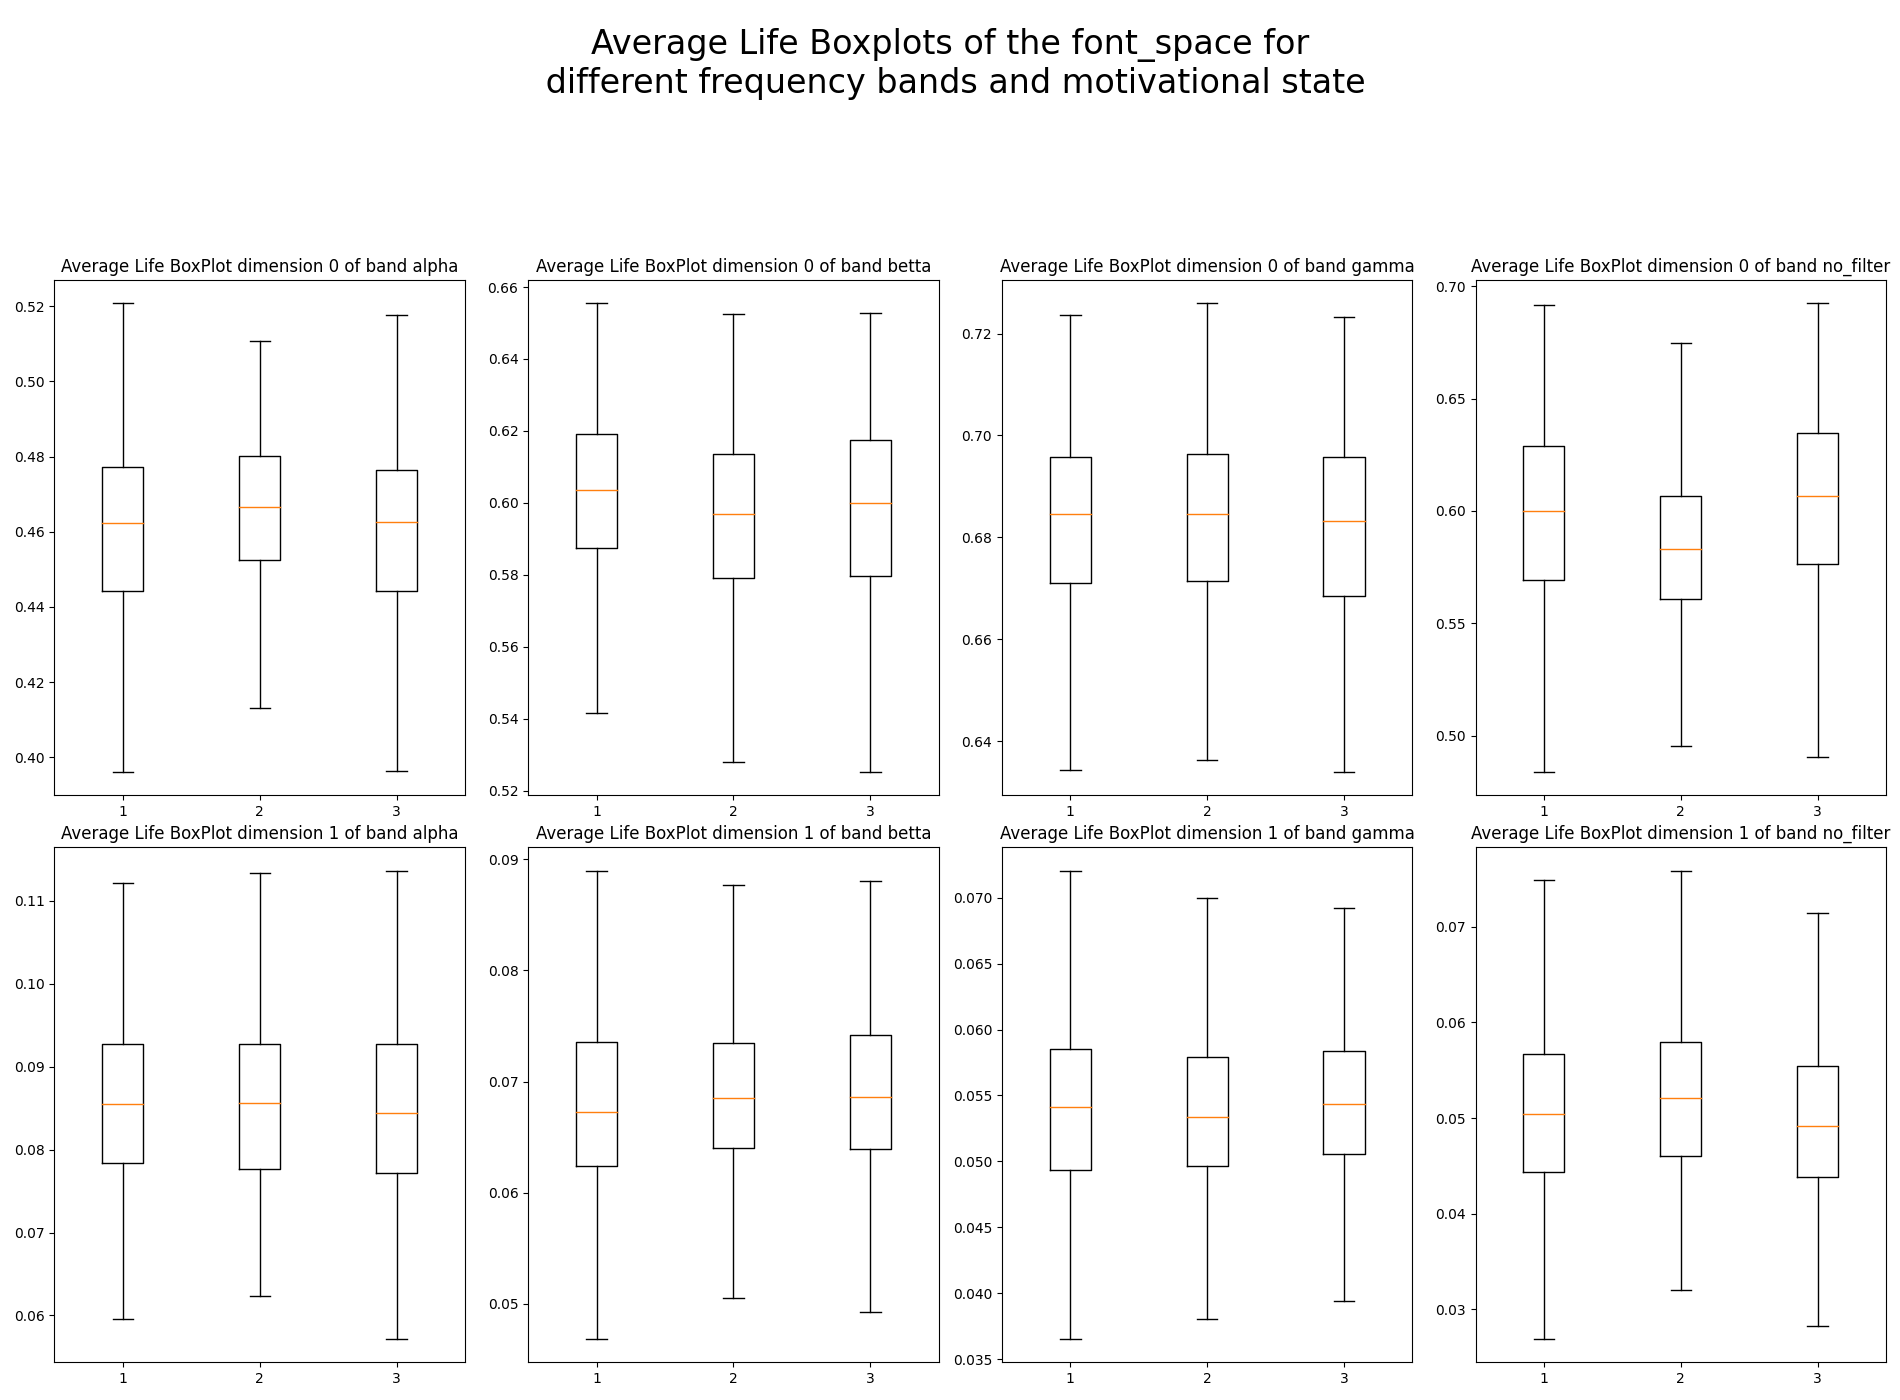 Average Life Boxplots of the font_space for
different frequency bands and motivational state
Average Life BoxPlot dimension 0 of band alpha
0.52
0.50
0.48
0.46
0.44
0.42
0.40
1 2 3
Average Life BoxPlot dimension 0 of band betta
0.66
0.64
0.62
0.60
0.58
0.56
0.54
0.52
1 2 3
Average Life BoxPlot dimension 0 of band gamma
0.72
0.70
0.68
0.66
0.64
1 2 3
Average Life BoxPlot dimension 0 of band no_filter
0.70
0.65
0.60
0.55
0.50
1 2 3
Average Life BoxPlot dimension 1 of band alpha
0.11
0.10
0.09
0.08
0.07
0.06
1 2 3
Average Life BoxPlot dimension 1 of band betta
0.09
0.08
0.07
0.06
0.05
1 2 3
Average Life BoxPlot dimension 1 of band gamma
0.070
0.065
0.060
0.055
0.050
0.045
0.040
0.035
1 2 3
Average Life BoxPlot dimension 1 of band no_filter
0.07
0.06
0.05
0.04
0.03
1 2 3